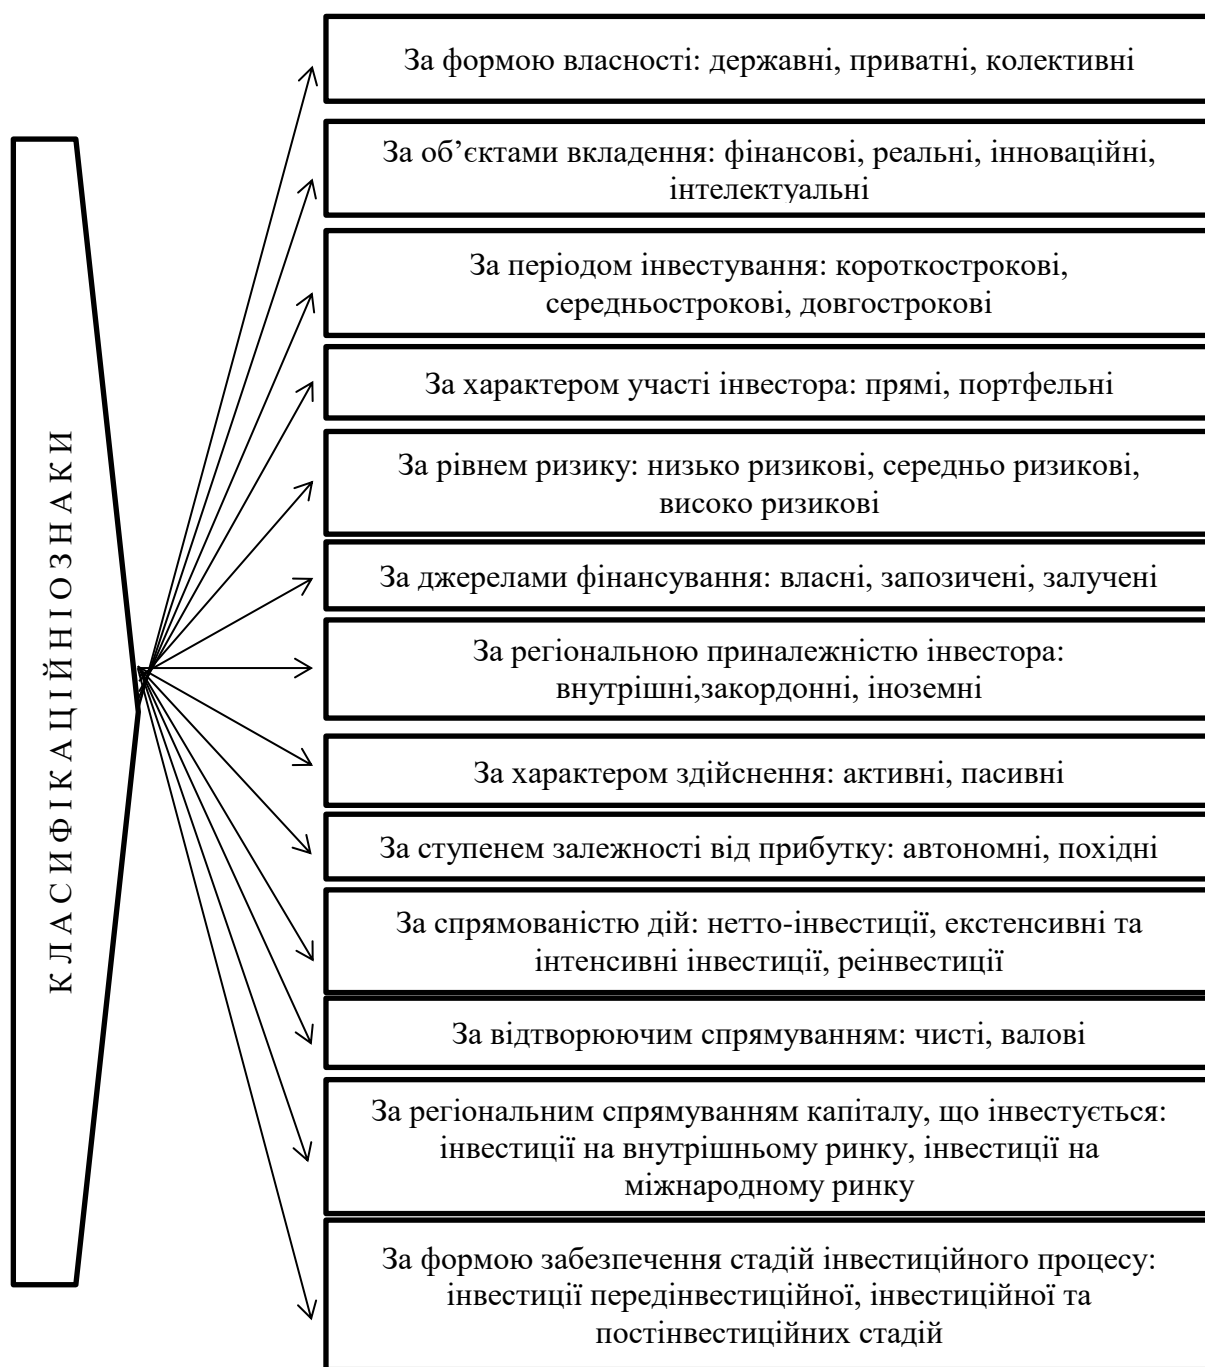 КЛАСИФІКАЦІЙНІ ОЗНАКИ
За формою власності: державні, приватні, колективні
За об’єктами вкладення: фінансові, реальні, інноваційні,
інтелектуальні
За періодом інвестування: короткострокові,
середньострокові, довгострокові
За характером участі інвестора: прямі, портфельні
За рівнем ризику: низько ризикові, середньо ризикові,
високо ризикові
За джерелами фінансування: власні, запозичені, залучені
За регіональною приналежністю інвестора:
внутрішні,закордонні, іноземні
За характером здійснення: активні, пасивні
За ступенем залежності від прибутку: автономні, похідні
За спрямованістю дій: нетто-інвестиції, екстенсивні та
інтенсивні інвестиції, реінвестиції
За відтворюючим спрямуванням: чисті, валові
За регіональним спрямуванням капіталу, що інвестується:
інвестиції на внутрішньому ринку, інвестиції на
міжнародному ринку
За формою забезпечення стадій інвестиційного процесу:
інвестиції передінвестиційної, інвестиційної та
постінвестиційних стадій